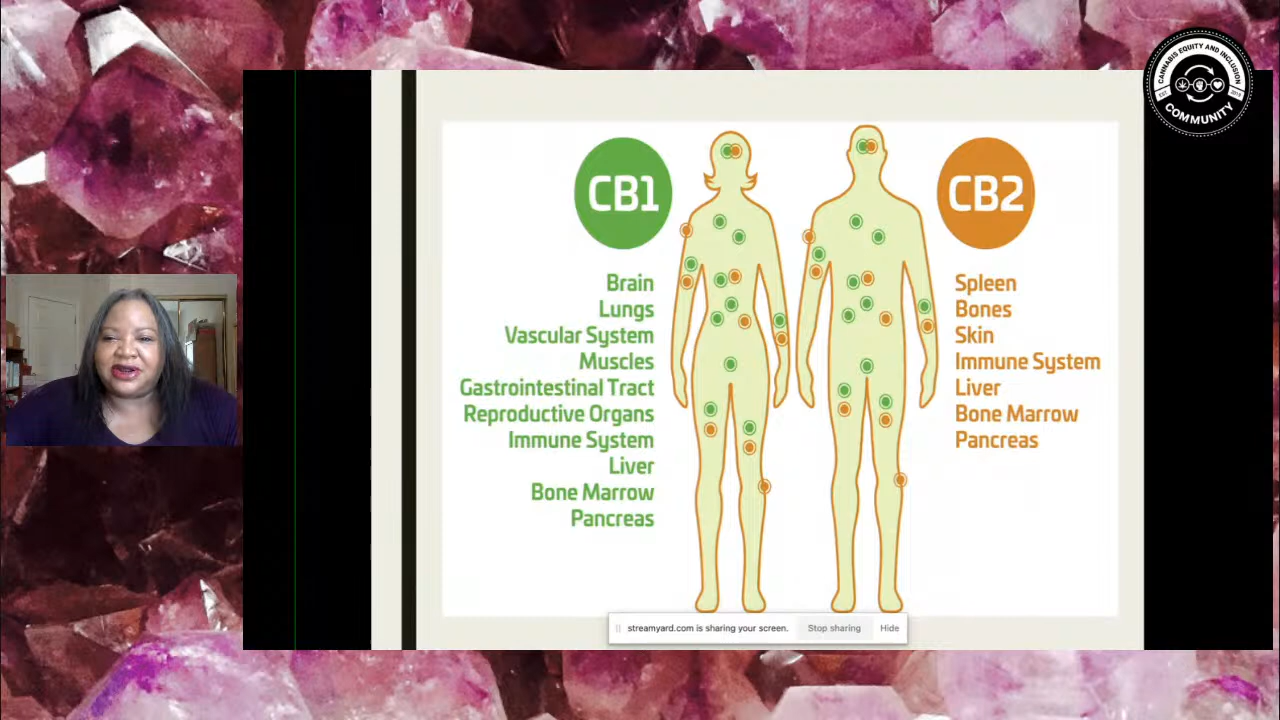 CB1
Brain
Lungs
Vascular System
Muscles
Gastrointestinal Tract
Reproductive Organs
Immune System
Liver
Bone Marrow
Pancreas
CB2
Spleen
Bones
Skin
Immune System
Liver
Bone Marrow
Pancreas
CANNABIS EQUITY AND INCLUSION
EST.
COMMUNITY
streamyard.com is sharing your screen. Stop sharing Hide